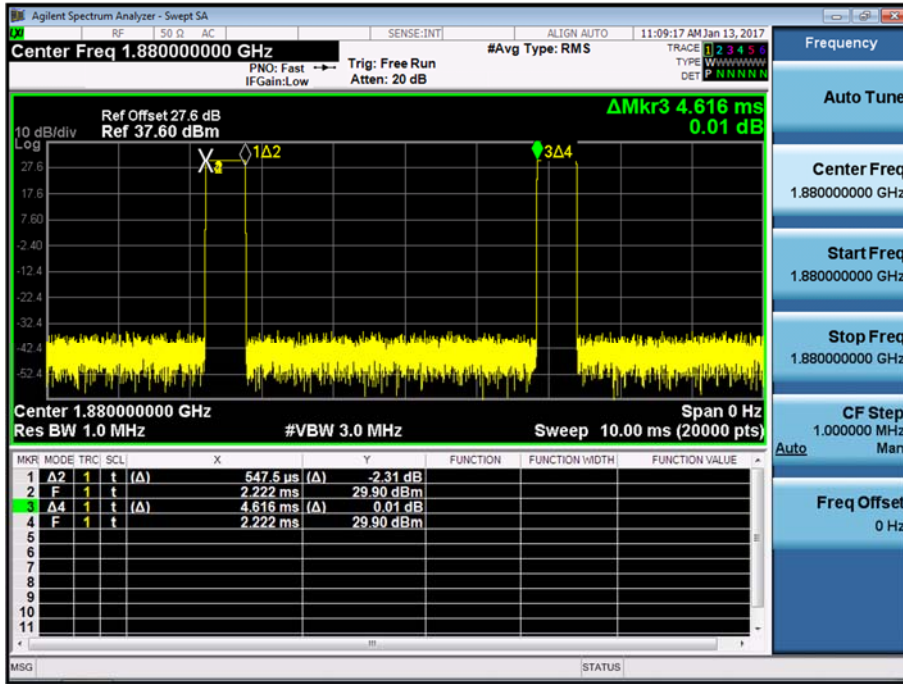 Agilent Spectrum Analyzer - Swept SA
LXI RF 50 Ω AC SENSE:INT ALIGN AUTO 11:09:17 AM Jan 13, 2017
Center Freq 1.880000000 GHz
PNO: Fast
IFGain:Low
Trig: Free Run
Atten: 20 dB
#Avg Type: RMS
TRACE 1 2 3 4 5 6
TYPE WWWWWW
DET P N N N N N
Ref Offset 27.6 dB
Ref 37.60 dBm
10 dB/div
Log
ΔMkr3 4.616 ms
0.01 dB
1Δ2
3Δ4
27.6
17.6
7.60
-2.40
-12.4
-22.4
-32.4
-42.4
-52.4
Center 1.880000000 GHz Span 0 Hz
Res BW 1.0 MHz #VBW 3.0 MHz Sweep 10.00 ms (20000 pts)
MKR MODE TRC SCL X Y FUNCTION FUNCTION WIDTH FUNCTION VALUE
1 Δ2 1 t (Δ) 547.5 µs (Δ) -2.31 dB
2 F 1 t 2.222 ms 29.90 dBm
3 Δ4 1 t (Δ) 4.616 ms (Δ) 0.01 dB
4 F 1 t 2.222 ms 29.90 dBm
5
6
7
8
9
10
11
MSG STATUS
Frequency
Auto Tune
Center Freq
1.880000000 GHz
Start Freq
1.880000000 GHz
Stop Freq
1.880000000 GHz
CF Step
1.000000 MHz
Auto Man
Freq Offset
0 Hz